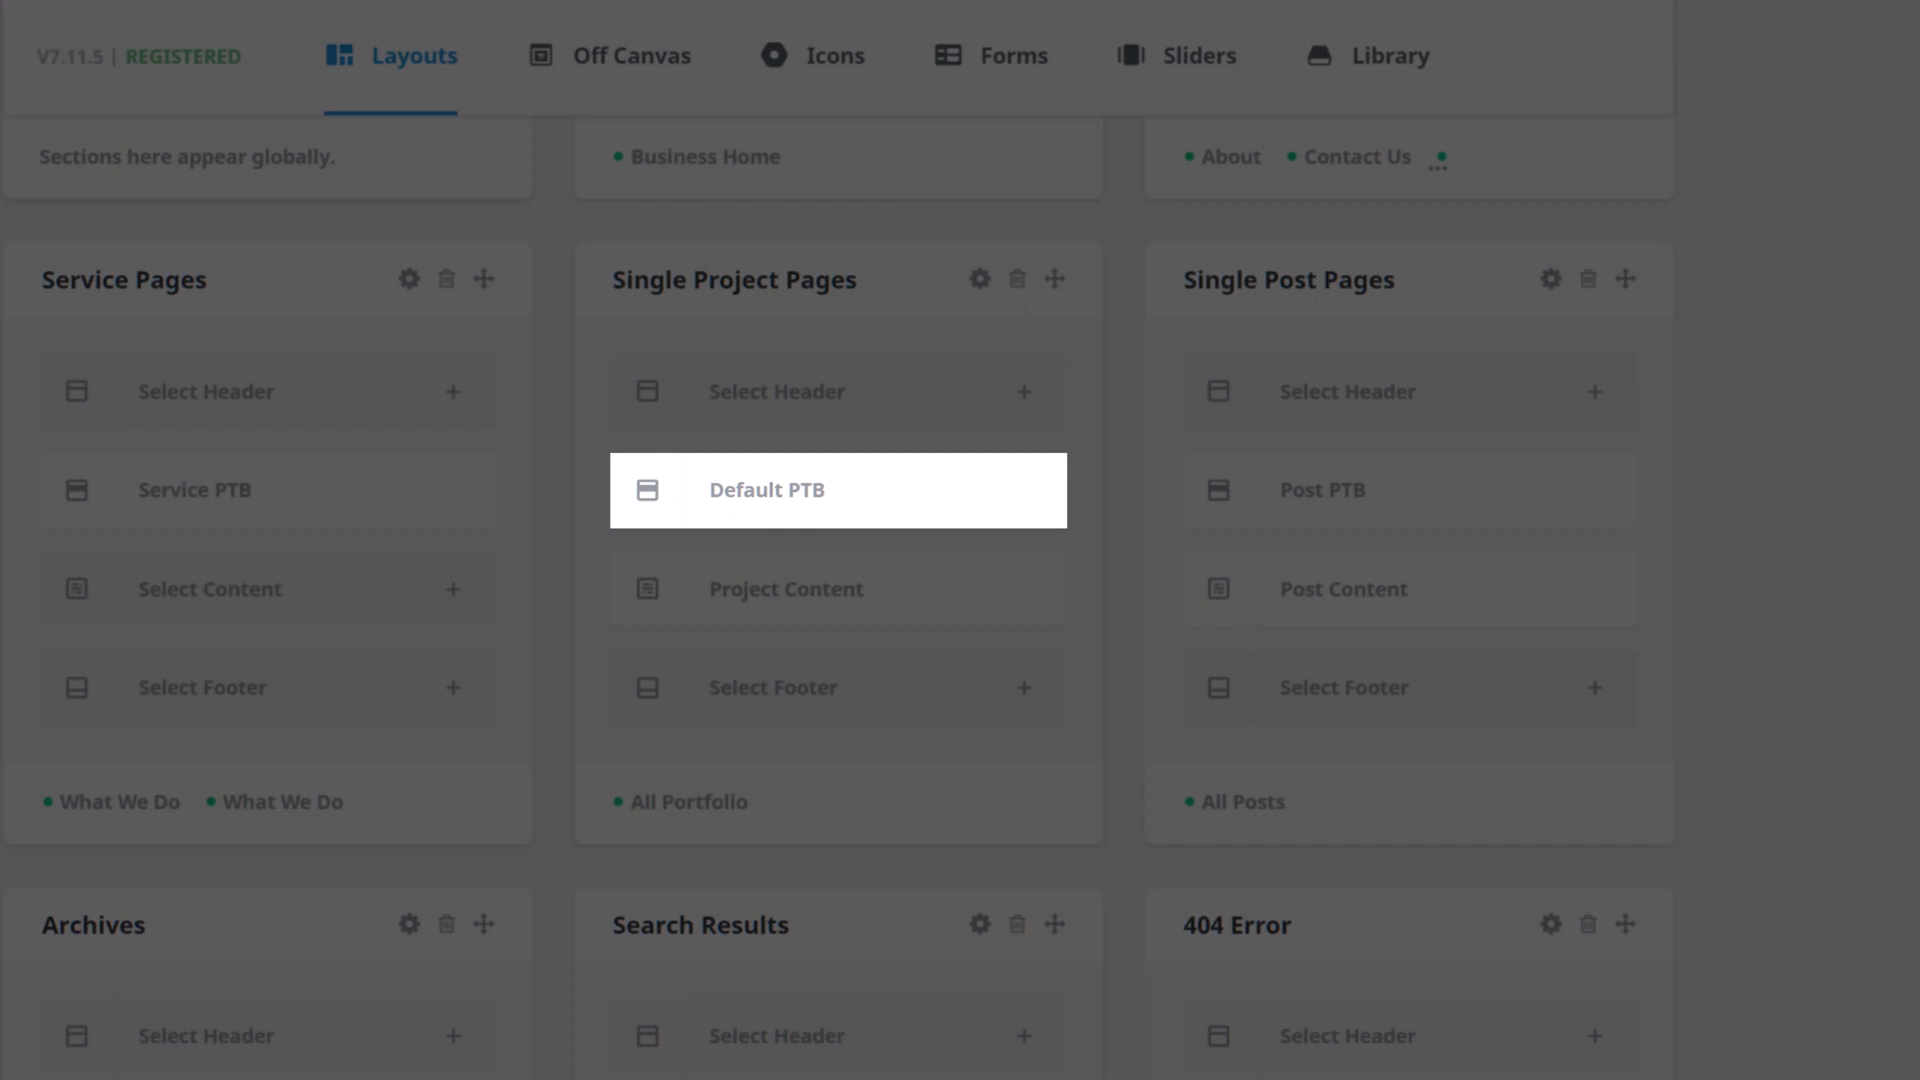 V7.11.5 | REGISTERED Layouts Off Canvas Icons Forms Sliders Library
Sections here appear globally. Business Home About Contact Us ...
Service Pages Single Project Pages Single Post Pages
Select Header + Select Header + Select Header +
Service PTB Default PTB Post PTB
Select Content + Project Content Post Content
Select Footer + Select Footer + Select Footer +
What We Do What We Do All Portfolio All Posts
Archives Search Results 404 Error
Select Header + Select Header + Select Header +